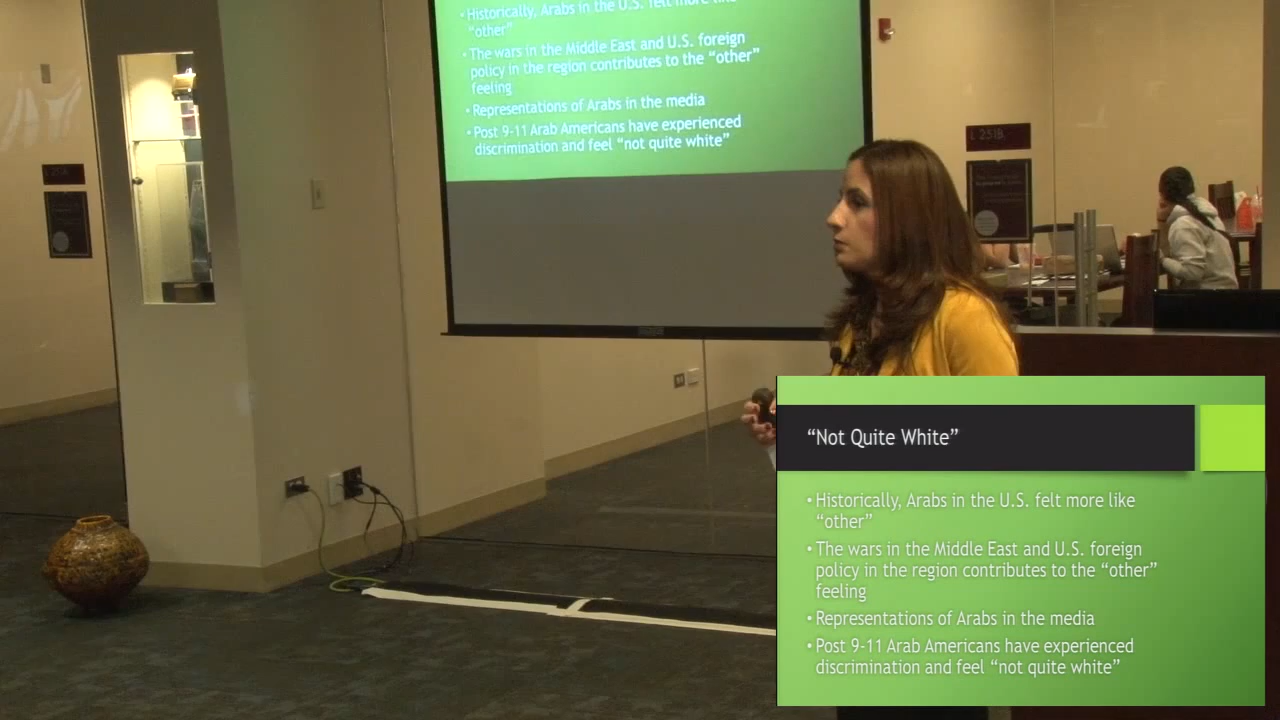 •Historically, Arabs in the U.S. felt more like
“other”
•The wars in the Middle East and U.S. foreign
policy in the region contributes to the “other”
feeling
•Representations of Arabs in the media
•Post 9-11 Arab Americans have experienced
discrimination and feel “not quite white”
L 251B
“Not Quite White”
•Historically, Arabs in the U.S. felt more like
“other”
•The wars in the Middle East and U.S. foreign
policy in the region contributes to the “other”
feeling
•Representations of Arabs in the media
•Post 9-11 Arab Americans have experienced
discrimination and feel “not quite white”